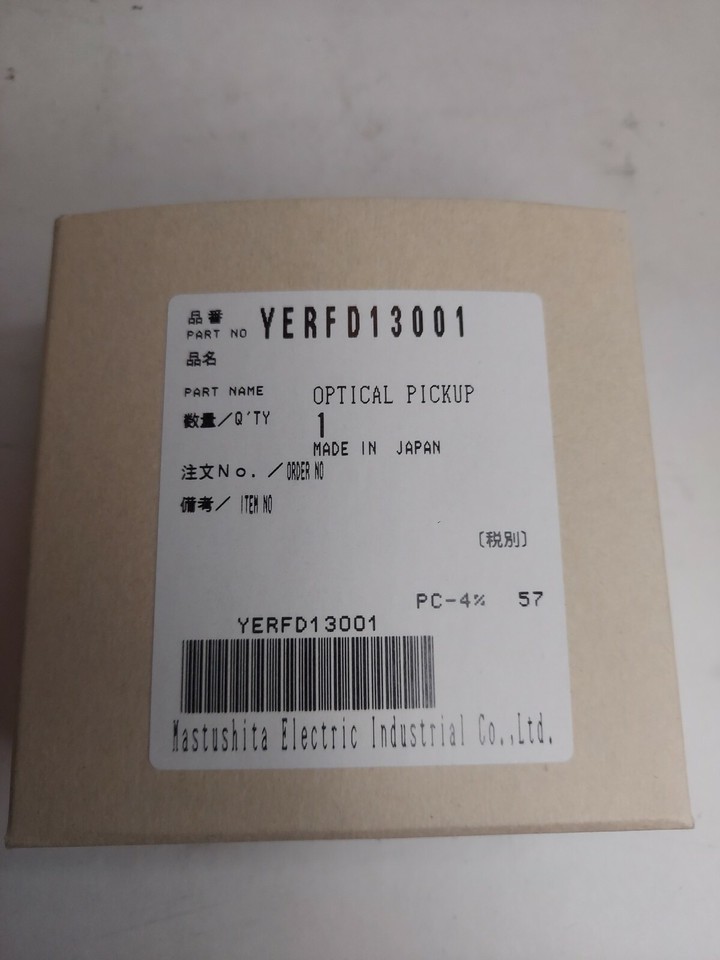 品番
PART NO YERFD13001
品名
PART NAME OPTICAL PICKUP
数量/Q'TY 1
MADE IN JAPAN
注文No./ORDER NO
備考/ ITEM NO
〔税別〕
PC-4% 57
YERFD13001
Mastushita Electric Industrial Co.,Ltd.